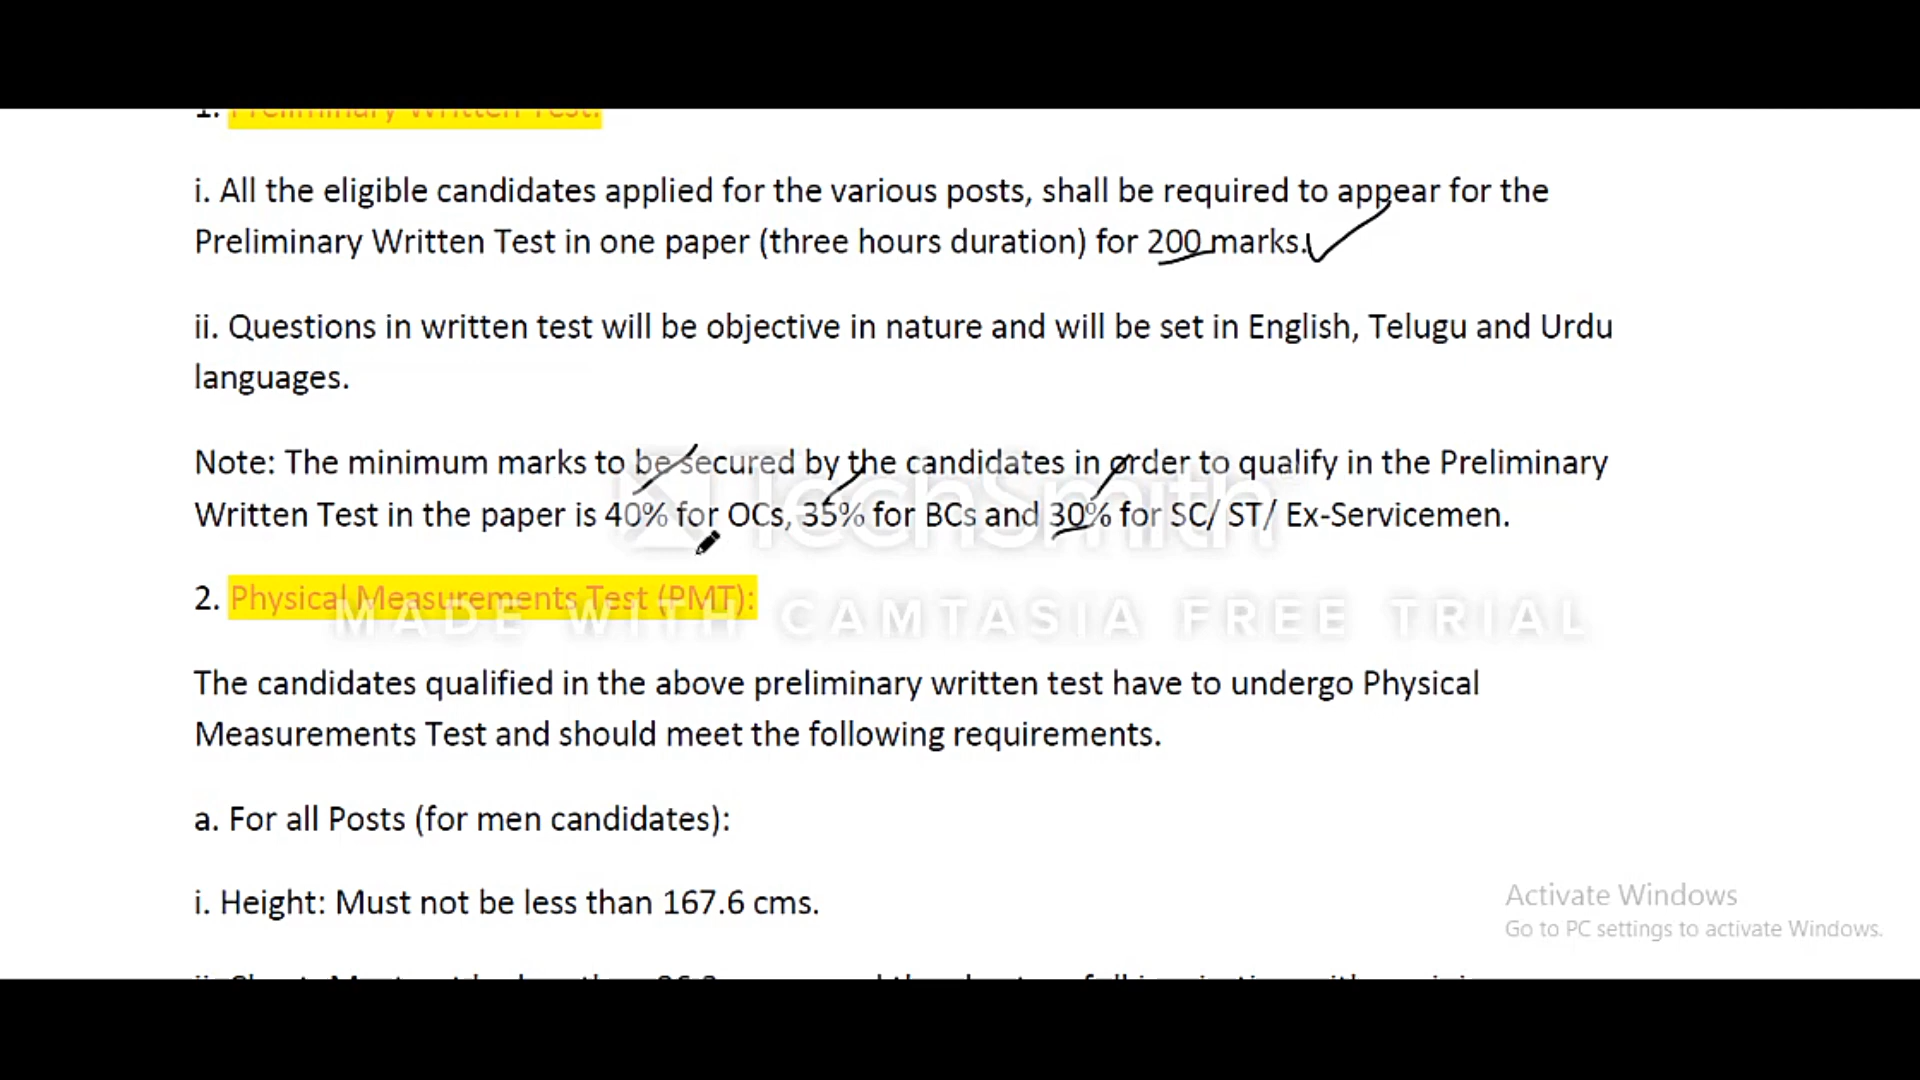 1. Preliminary Written Test:
i. All the eligible candidates applied for the various posts, shall be required to appear for the
Preliminary Written Test in one paper (three hours duration) for 200 marks.
ii. Questions in written test will be objective in nature and will be set in English, Telugu and Urdu
languages.
Note: The minimum marks to be secured by the candidates in order to qualify in the Preliminary
Written Test in the paper is 40% for OCs, 35% for BCs and 30% for SC/ ST/ Ex-Servicemen.
TechSmith
2. Physical Measurements Test (PMT):
MADE WITH CAMTASIA FREE TRIAL
The candidates qualified in the above preliminary written test have to undergo Physical
Measurements Test and should meet the following requirements.
a. For all Posts (for men candidates):
i. Height: Must not be less than 167.6 cms.
Activate Windows
Go to PC settings to activate Windows.